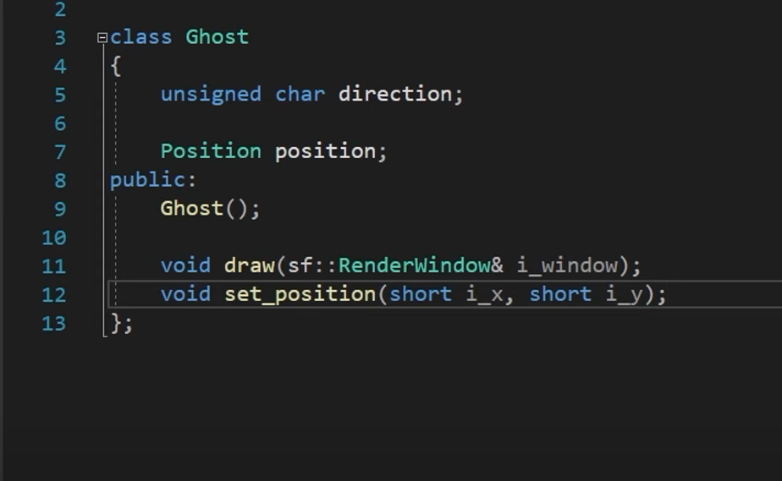 2
3 class Ghost
4 {
5 unsigned char direction;
6
7 Position position;
8 public:
9 Ghost();
10
11 void draw(sf::RenderWindow& i_window);
12 void set_position(short i_x, short i_y);
13 };